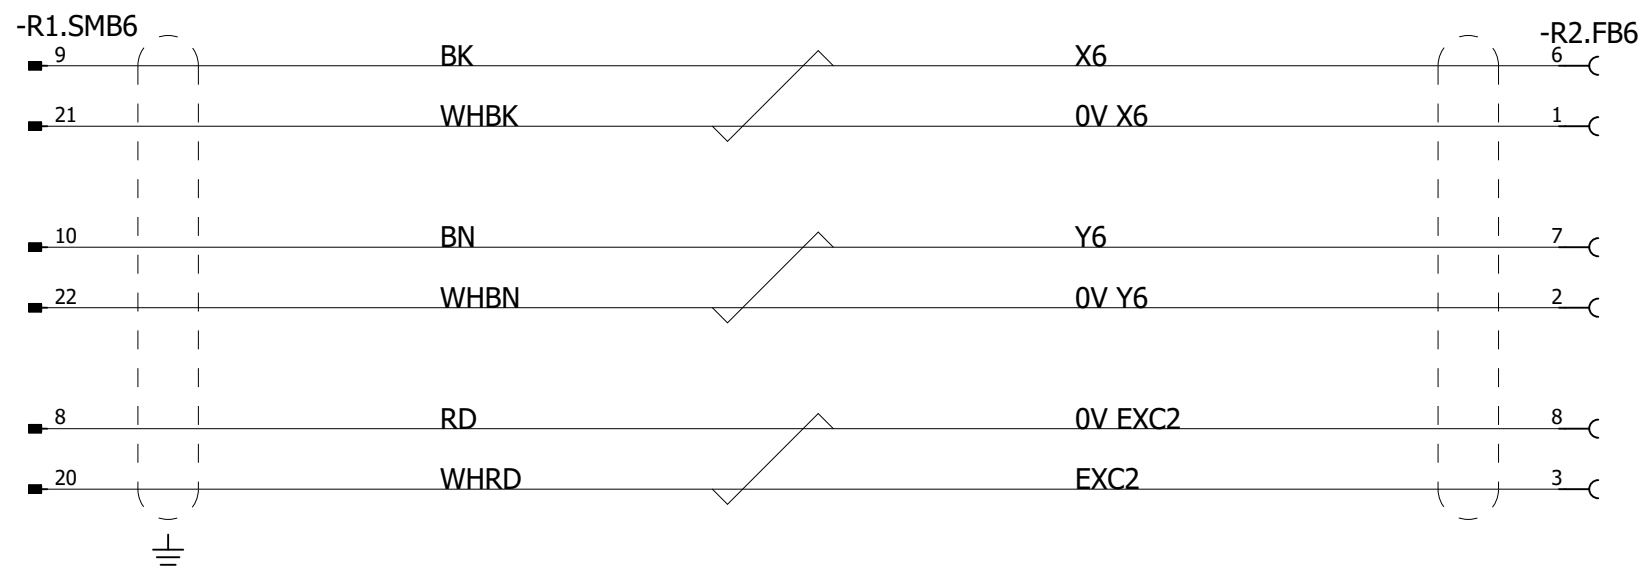 -R1.SMB6 -R2.FB6
9 BK X6 6
21 WHBK 0V X6 1
10 BN Y6 7
22 WHBN 0V Y6 2
8 RD 0V EXC2 8
20 WHRD EXC2 3